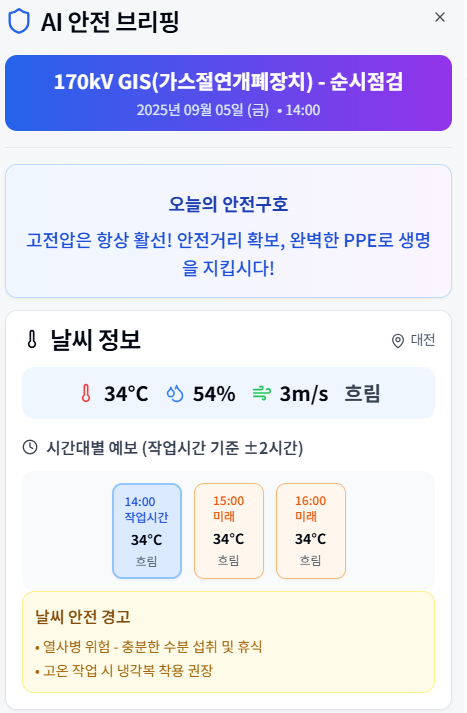 AI 안전 브리핑
170kV GIS(가스절연개폐장치) - 순시점검
2025년 09월 05일 (금) • 14:00
오늘의 안전구호
고전압은 항상 활선! 안전거리 확보, 완벽한 PPE로 생명
을 지킵시다!
날씨 정보
대전
34°C 54% 3m/s 흐림
시간대별 예보 (작업시간 기준 ±2시간)
14:00 15:00 16:00
작업시간 미래 미래
34°C 34°C 34°C
흐림 흐림 흐림
날씨 안전 경고
• 열사병 위험 - 충분한 수분 섭취 및 휴식
• 고온 작업 시 냉각복 착용 권장